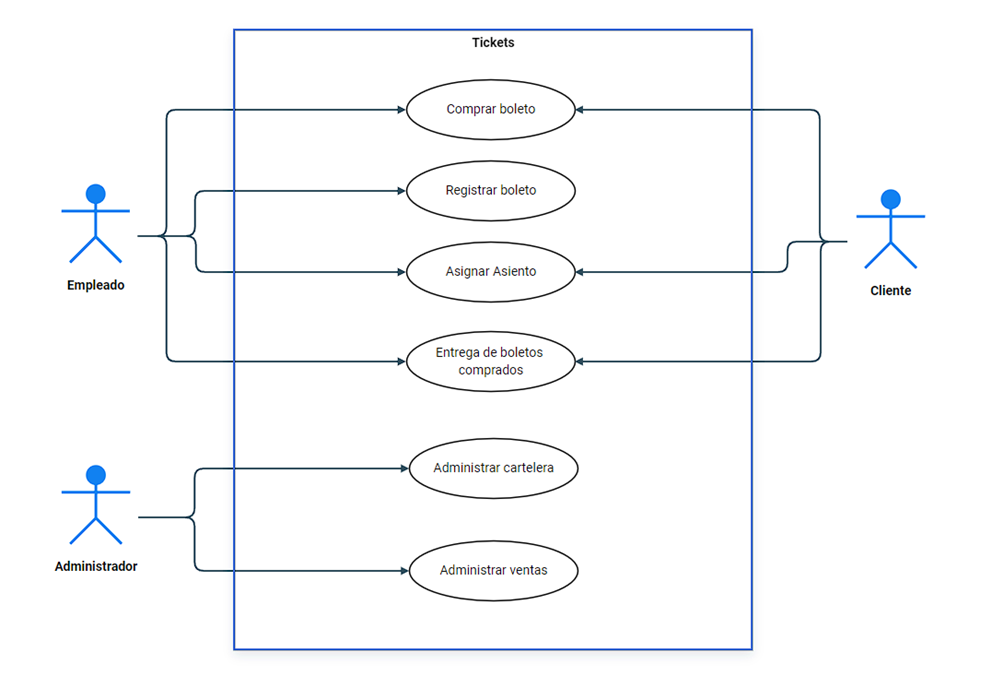 Tickets
Comprar boleto
Registrar boleto
Asignar Asiento
Entrega de boletos
comprados
Administrar cartelera
Administrar ventas
Empleado
Cliente
Administrador